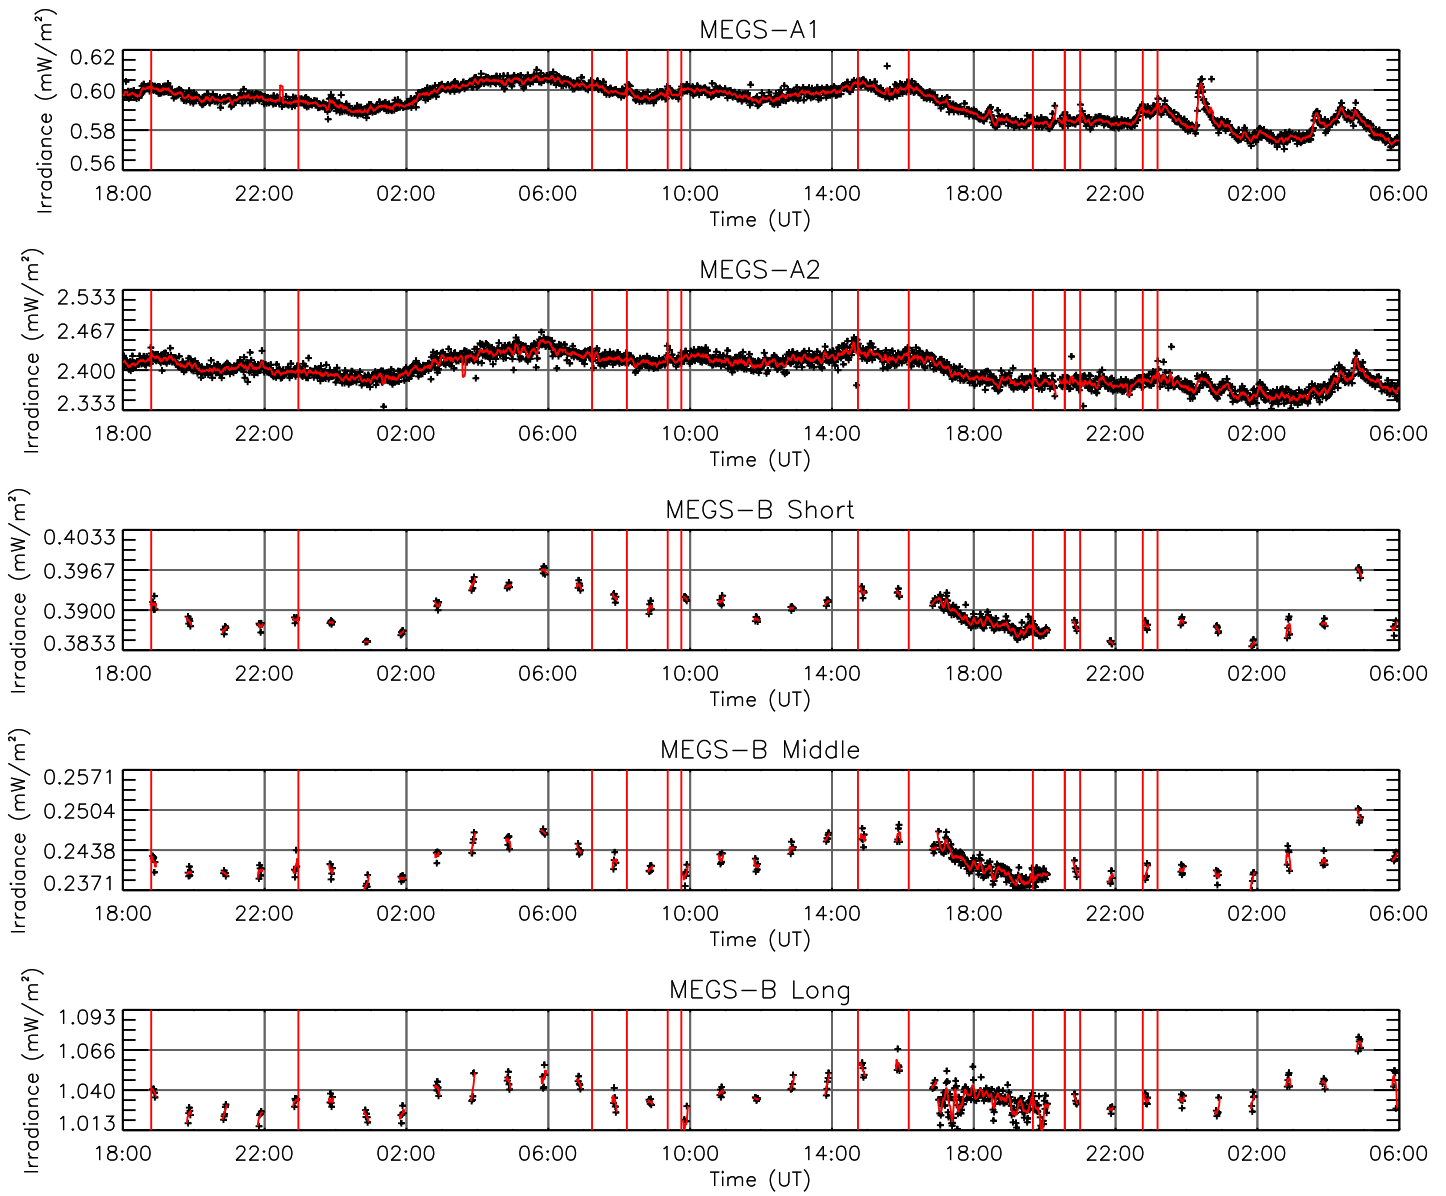 MEGS-A1
Irradiance (mW/m²)
0.62
0.60
0.58
0.56
18:00 22:00 02:00 06:00 10:00 14:00 18:00 22:00 02:00 06:00
Time (UT)
MEGS-A2
Irradiance (mW/m²)
2.533
2.467
2.400
2.333
18:00 22:00 02:00 06:00 10:00 14:00 18:00 22:00 02:00 06:00
Time (UT)
MEGS-B Short
Irradiance (mW/m²)
0.4033
0.3967
0.3900
0.3833
18:00 22:00 02:00 06:00 10:00 14:00 18:00 22:00 02:00 06:00
Time (UT)
MEGS-B Middle
Irradiance (mW/m²)
0.2571
0.2504
0.2438
0.2371
18:00 22:00 02:00 06:00 10:00 14:00 18:00 22:00 02:00 06:00
Time (UT)
MEGS-B Long
Irradiance (mW/m²)
1.093
1.066
1.040
1.013
18:00 22:00 02:00 06:00 10:00 14:00 18:00 22:00 02:00 06:00
Time (UT)